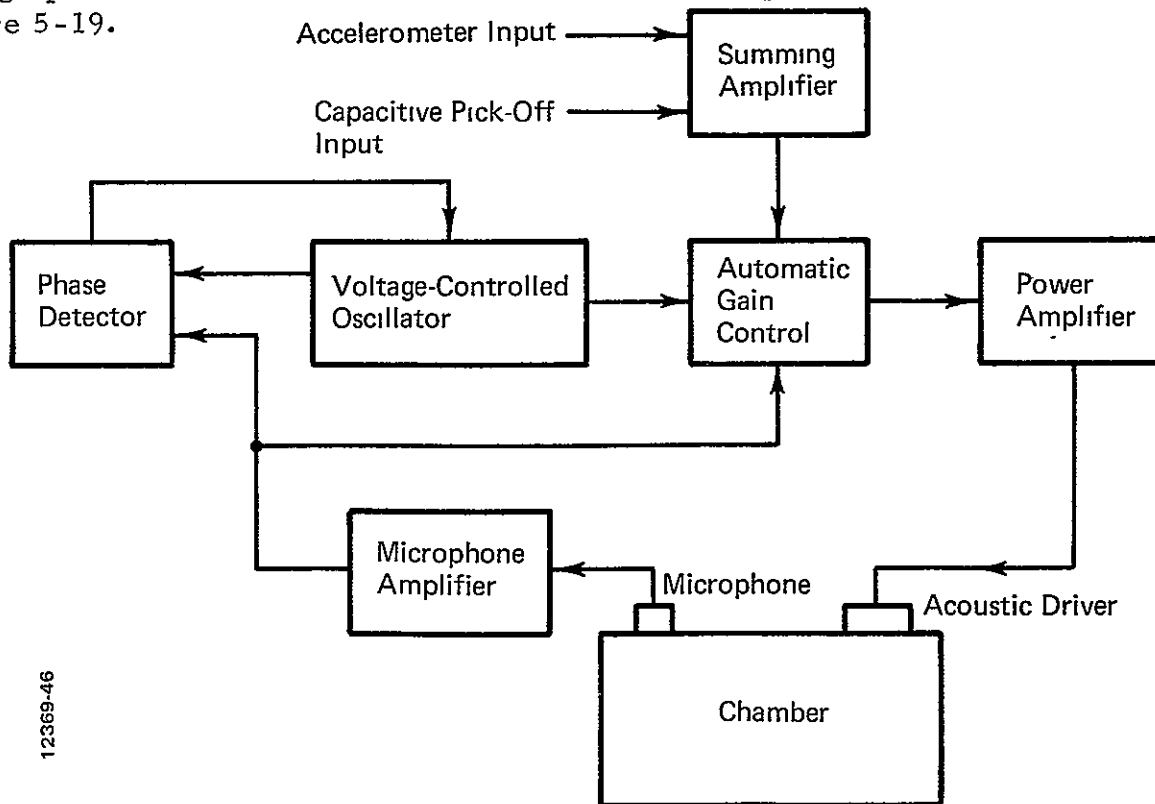 re 5-19.
Accelerometer Input
Summing
Amplifier
Capacitive Pick-Off
Input
Phase
Detector
Voltage-Controlled
Oscillator
Automatic
Gain
Control
Power
Amplifier
Microphone
Amplifier
Microphone
Acoustic Driver
Chamber
12369-46